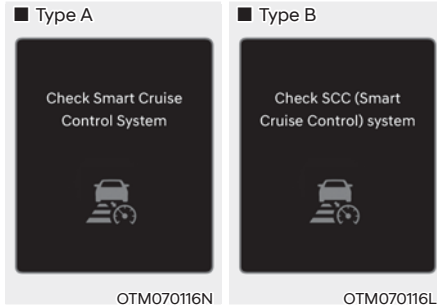 ■ Type A
Check Smart Cruise
Control System
OTM070116N
■ Type B
Check SCC (Smart
Cruise Control) system
OTM070116L